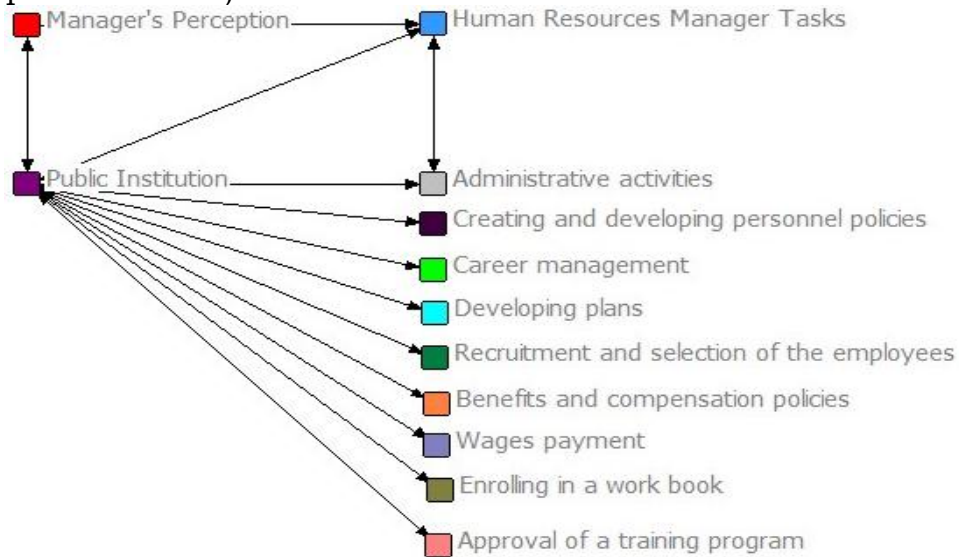 Manager's Perception
Human Resources Manager Tasks
Public Institution
Administrative activities
Creating and developing personnel policies
Career management
Developing plans
Recruitment and selection of the employees
Benefits and compensation policies
Wages payment
Enrolling in a work book
Approval of a training program